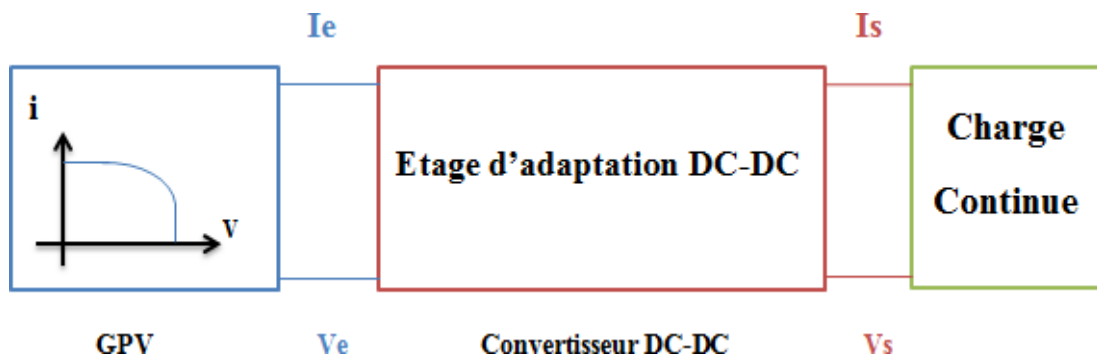 Ie
Is
i
V
Etage d'adaptation DC-DC
Charge
Continue
GPV
Ve
Convertisseur DC-DC
Vs